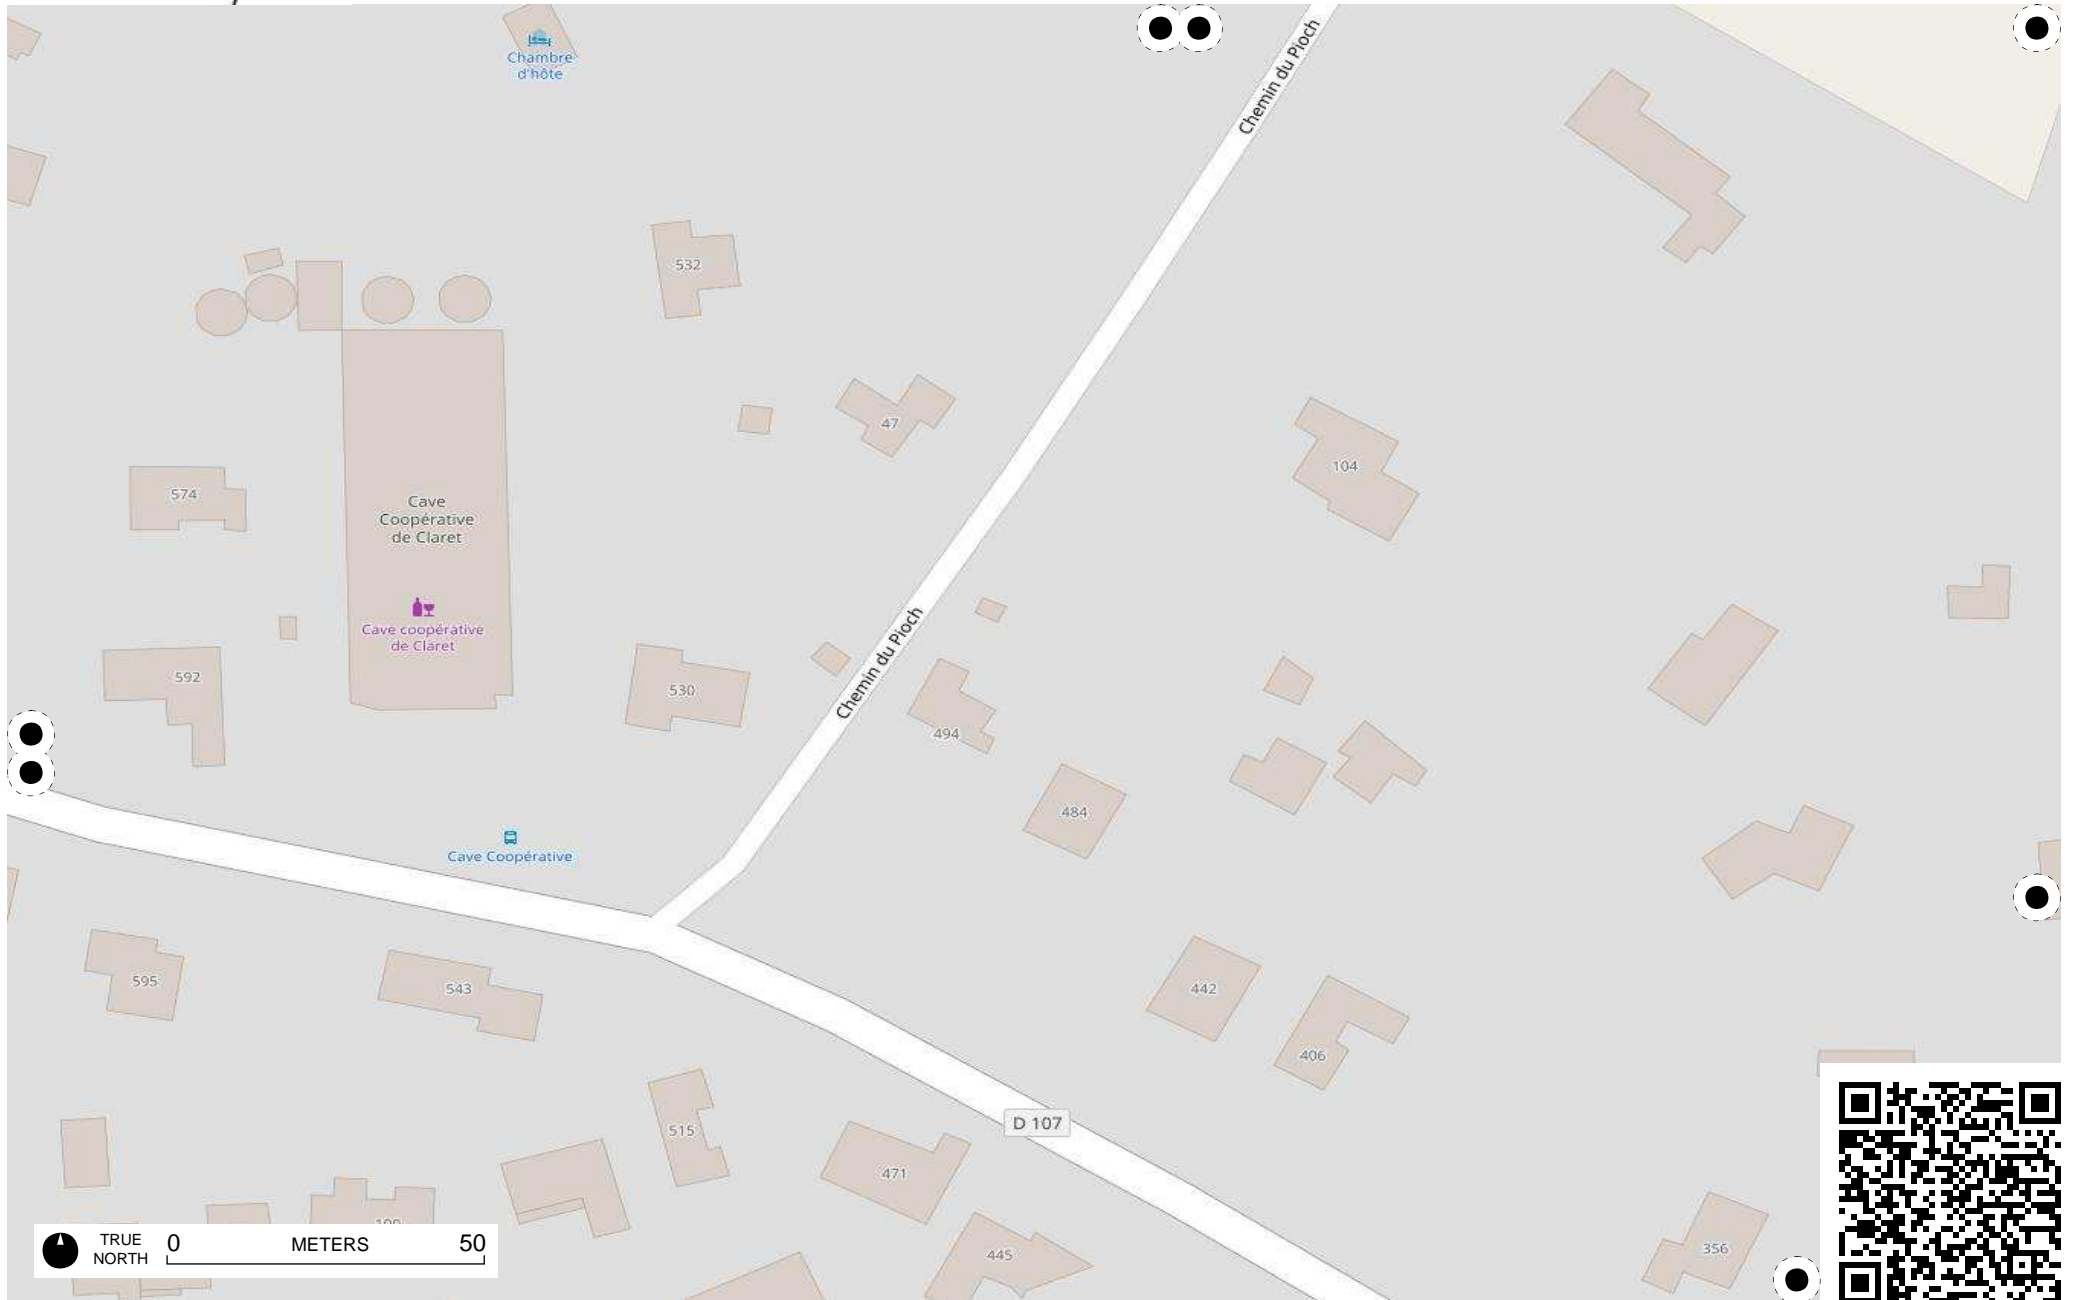 Chambre
d'hôte
Chemin du Pioch
532
47
104
574
Cave
Coopérative
de Claret
Cave coopérative
de Claret
592
530
Chemin du Pioch
494
484
Cave Coopérative
595
543
442
406
D 107
515
471
445
356
TRUE
NORTH
0 METERS 50